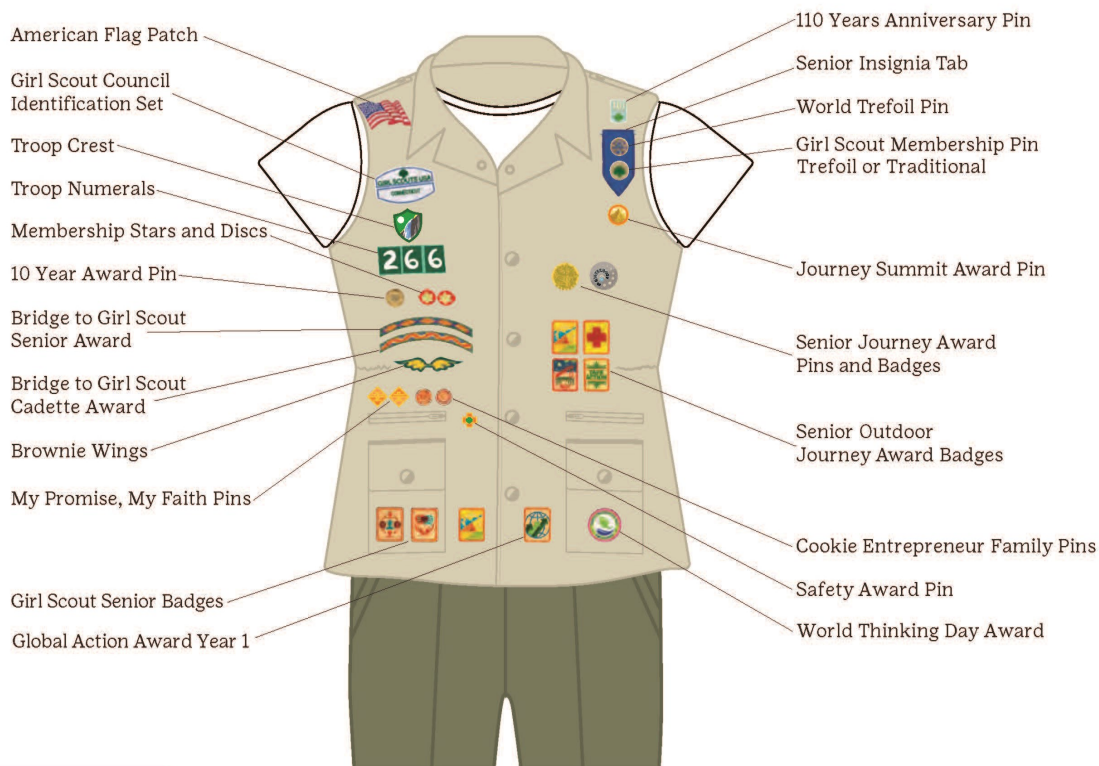 American Flag Patch
Girl Scout Council
Identification Set
Troop Crest
Troop Numerals
Membership Stars and Discs
10 Year Award Pin
Bridge to Girl Scout
Senior Award
Bridge to Girl Scout
Cadette Award
Brownie Wings
My Promise, My Faith Pins
Girl Scout Senior Badges
Global Action Award Year 1
GIRL SCOUTS USA
CONNECTICUT
266
110 Years Anniversary Pin
Senior Insignia Tab
World Trefoil Pin
Girl Scout Membership Pin
Trefoil or Traditional
Journey Summit Award Pin
Senior Journey Award
Pins and Badges
Senior Outdoor
Journey Award Badges
Cookie Entrepreneur Family Pins
Safety Award Pin
World Thinking Day Award